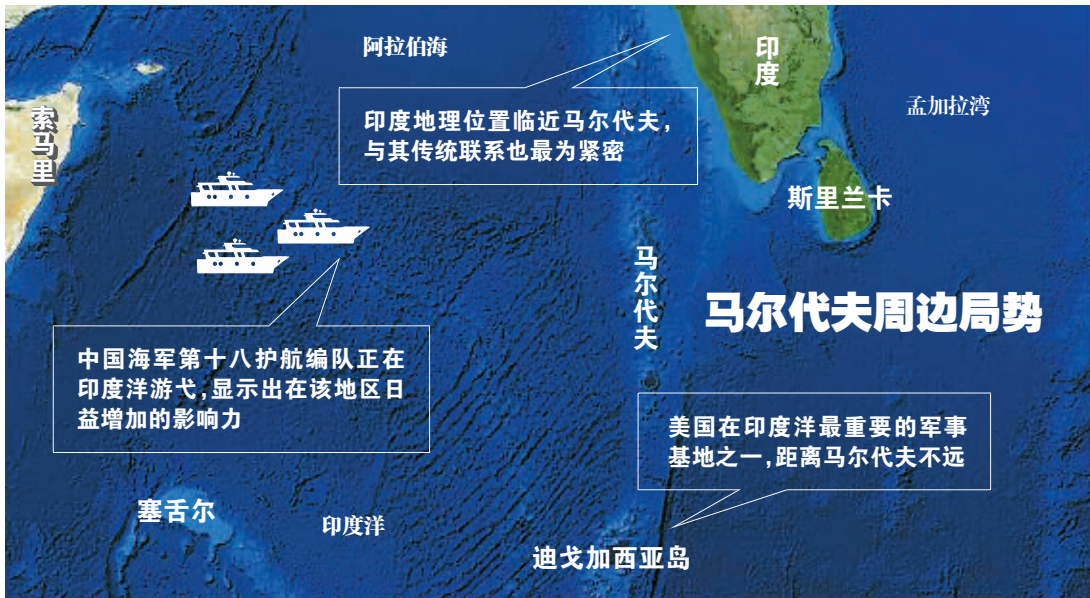 阿拉伯海
印度
孟加拉湾
索马里
印度地理位置临近马尔代夫，
与其传统联系也最为紧密
斯里兰卡
马尔代夫
马尔代夫周边局势
中国海军第十八护航编队正在
印度洋游弋，显示出在该地区日
益增加的影响力
美国在印度洋最重要的军事
基地之一，距离马尔代夫不远
塞舌尔
印度洋
迪戈加西亚岛